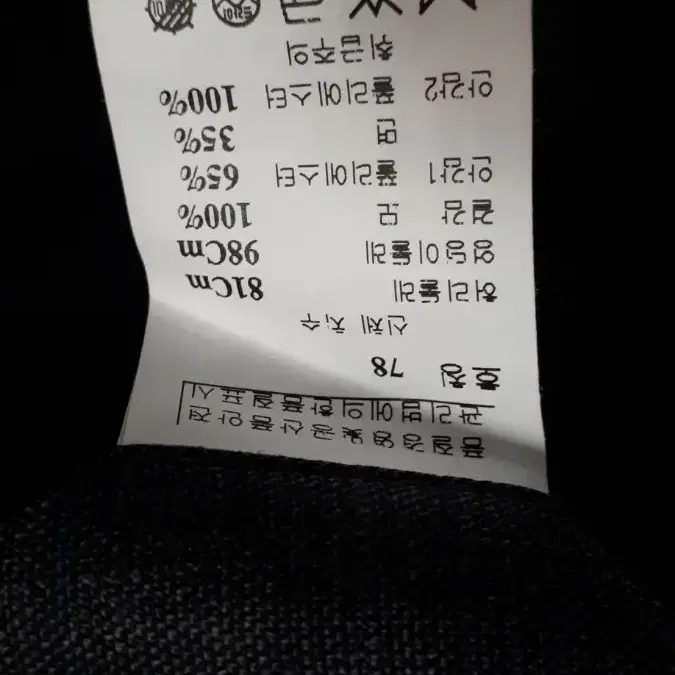 품질경영 및 공산품안전
관리법에 의한 품질표시
호칭 78
신체 치수
허리둘레 81Cm
엉덩이둘레 98Cm
겉감 모 100%
안감1 폴리에스터 65%
면 35%
안감2 폴리에스터 100%
취급주의